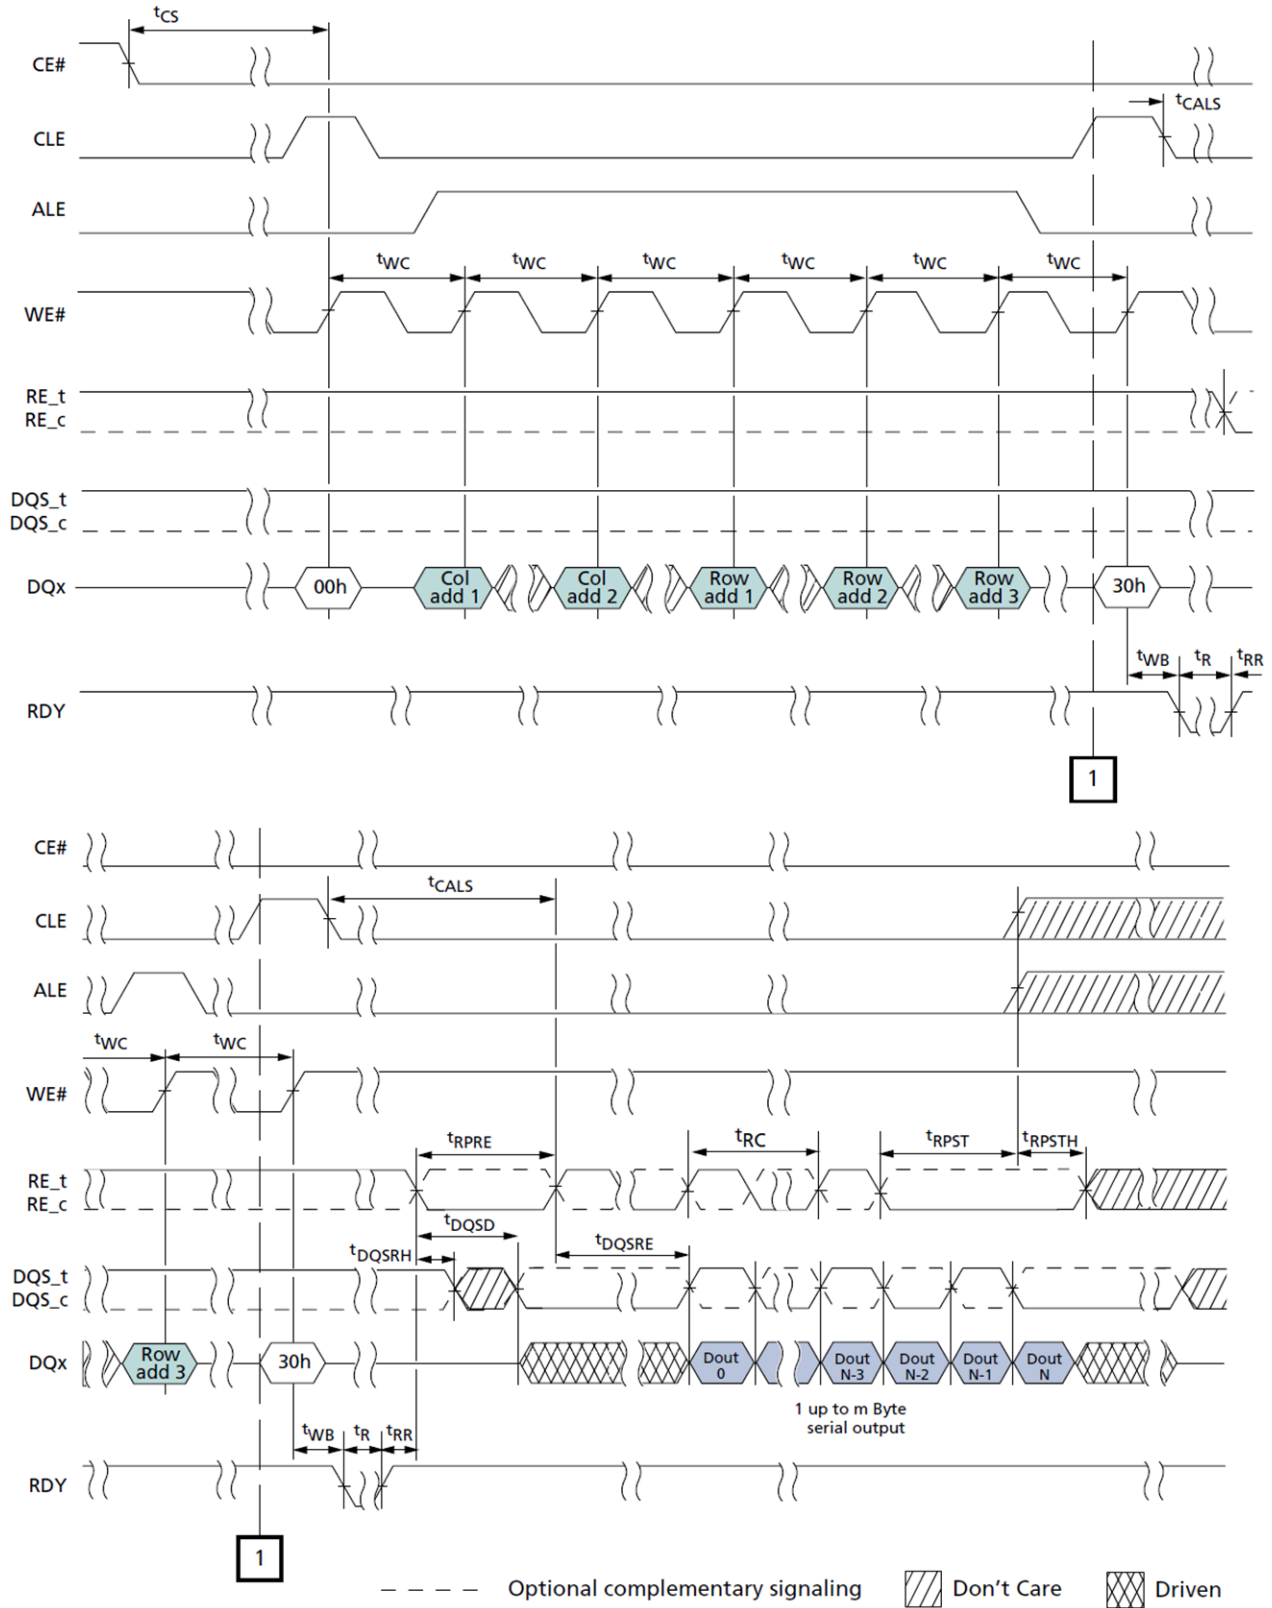 tCS
CE#
tCALS
CLE
ALE
tWC tWC tWC tWC tWC tWC
WE#
RE_t
RE_c
DQS_t
DQS_c
DQx 00h Col add 1 Col add 2 Row add 1 Row add 2 Row add 3 30h
tWB tR tRR
RDY
1
CE#
tCALS
CLE
ALE
tWC tWC
WE#
tRPRE tRC tRPST tRPSTH
RE_t
RE_c
tDQSD
tDQSRH tDQSRE
DQS_t
DQS_c
DQx Row add 3 30h Dout 0 Dout N-3 Dout N-2 Dout N-1 Dout N
1 up to m Byte
serial output
tWB tR tRR
RDY
1
Optional complementary signaling Don't Care Driven